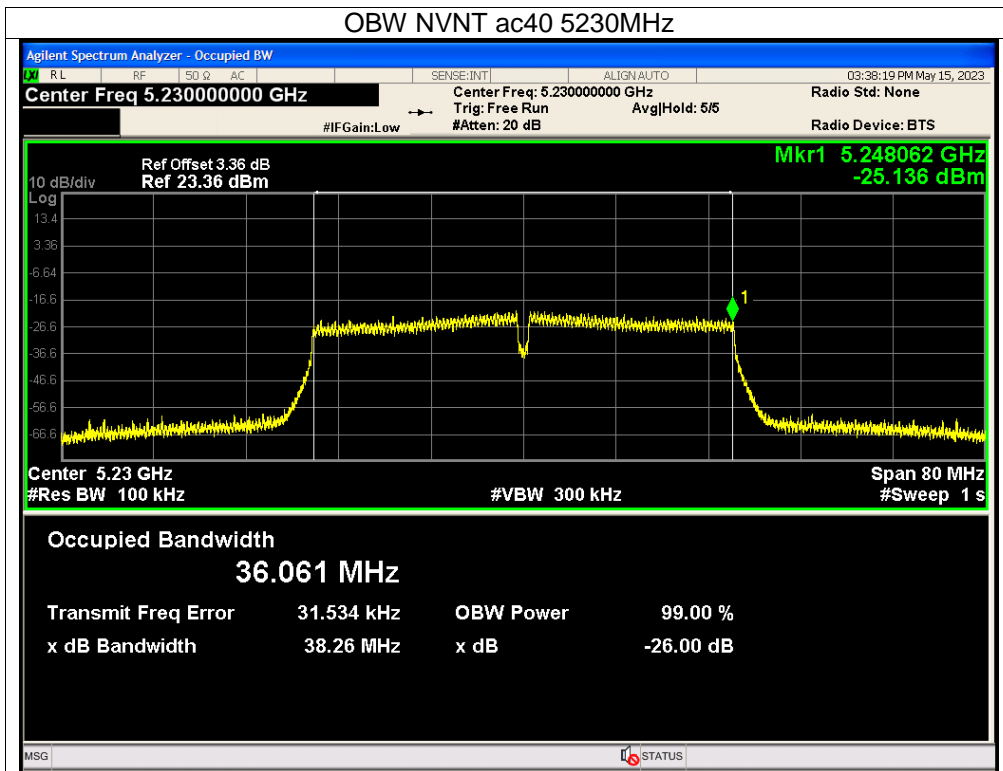 OBW NVNT ac40 5230MHz
Agilent Spectrum Analyzer - Occupied BW
LXI RL RF 50 Ω AC SENSE:INT ALIGN AUTO 03:38:19 PM May 15, 2023
Center Freq 5.230000000 GHz Center Freq: 5.230000000 GHz Radio Std: None
Trig: Free Run Avg|Hold: 5/5
#IFGain:Low #Atten: 20 dB Radio Device: BTS
Ref Offset 3.36 dB Mkr1 5.248062 GHz
10 dB/div Ref 23.36 dBm -25.136 dBm
Log
13.4
3.36
-6.64
-16.6
1
-26.6
-36.6
-46.6
-56.6
-66.6
Center 5.23 GHz Span 80 MHz
#Res BW 100 kHz #VBW 300 kHz #Sweep 1 s
Occupied Bandwidth
36.061 MHz
Transmit Freq Error 31.534 kHz OBW Power 99.00 %
x dB Bandwidth 38.26 MHz x dB -26.00 dB
MSG STATUS